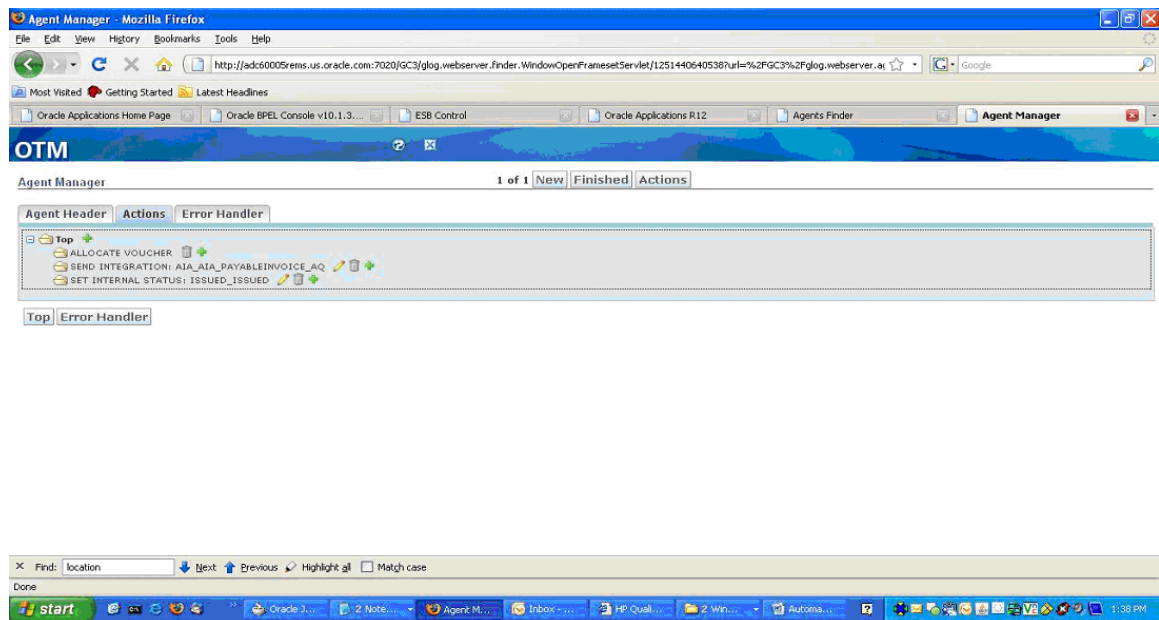 Agent Manager - Mozilla Firefox
File Edit View History Bookmarks Tools Help
http://adc60005rems.us.oracle.com:7020/GC3/glog.webserver.finder.WindowOpenFramesetServlet/1251440640538?url=%2FGC3%2Fglog.webserver.ag
Google
Most Visited Getting Started Latest Headlines
Oracle Applications Home Page Oracle BPEL Console v10.1.3.... ESB Control Oracle Applications R12 Agents Finder Agent Manager
OTM
Agent Manager 1 of 1 New Finished Actions
Agent Header Actions Error Handler
Top
ALLOCATE VOUCHER
SEND INTEGRATION: AIA_AIA_PAYABLEINVOICE_AQ
SET INTERNAL STATUS: ISSUED_ISSUED
Top Error Handler
Find: location Next Previous Highlight all Match case
Done
start Oracle J... 2 Note... Agent M... Inbox - ... HP Quali... 2 Win... Automa... 1:38 PM